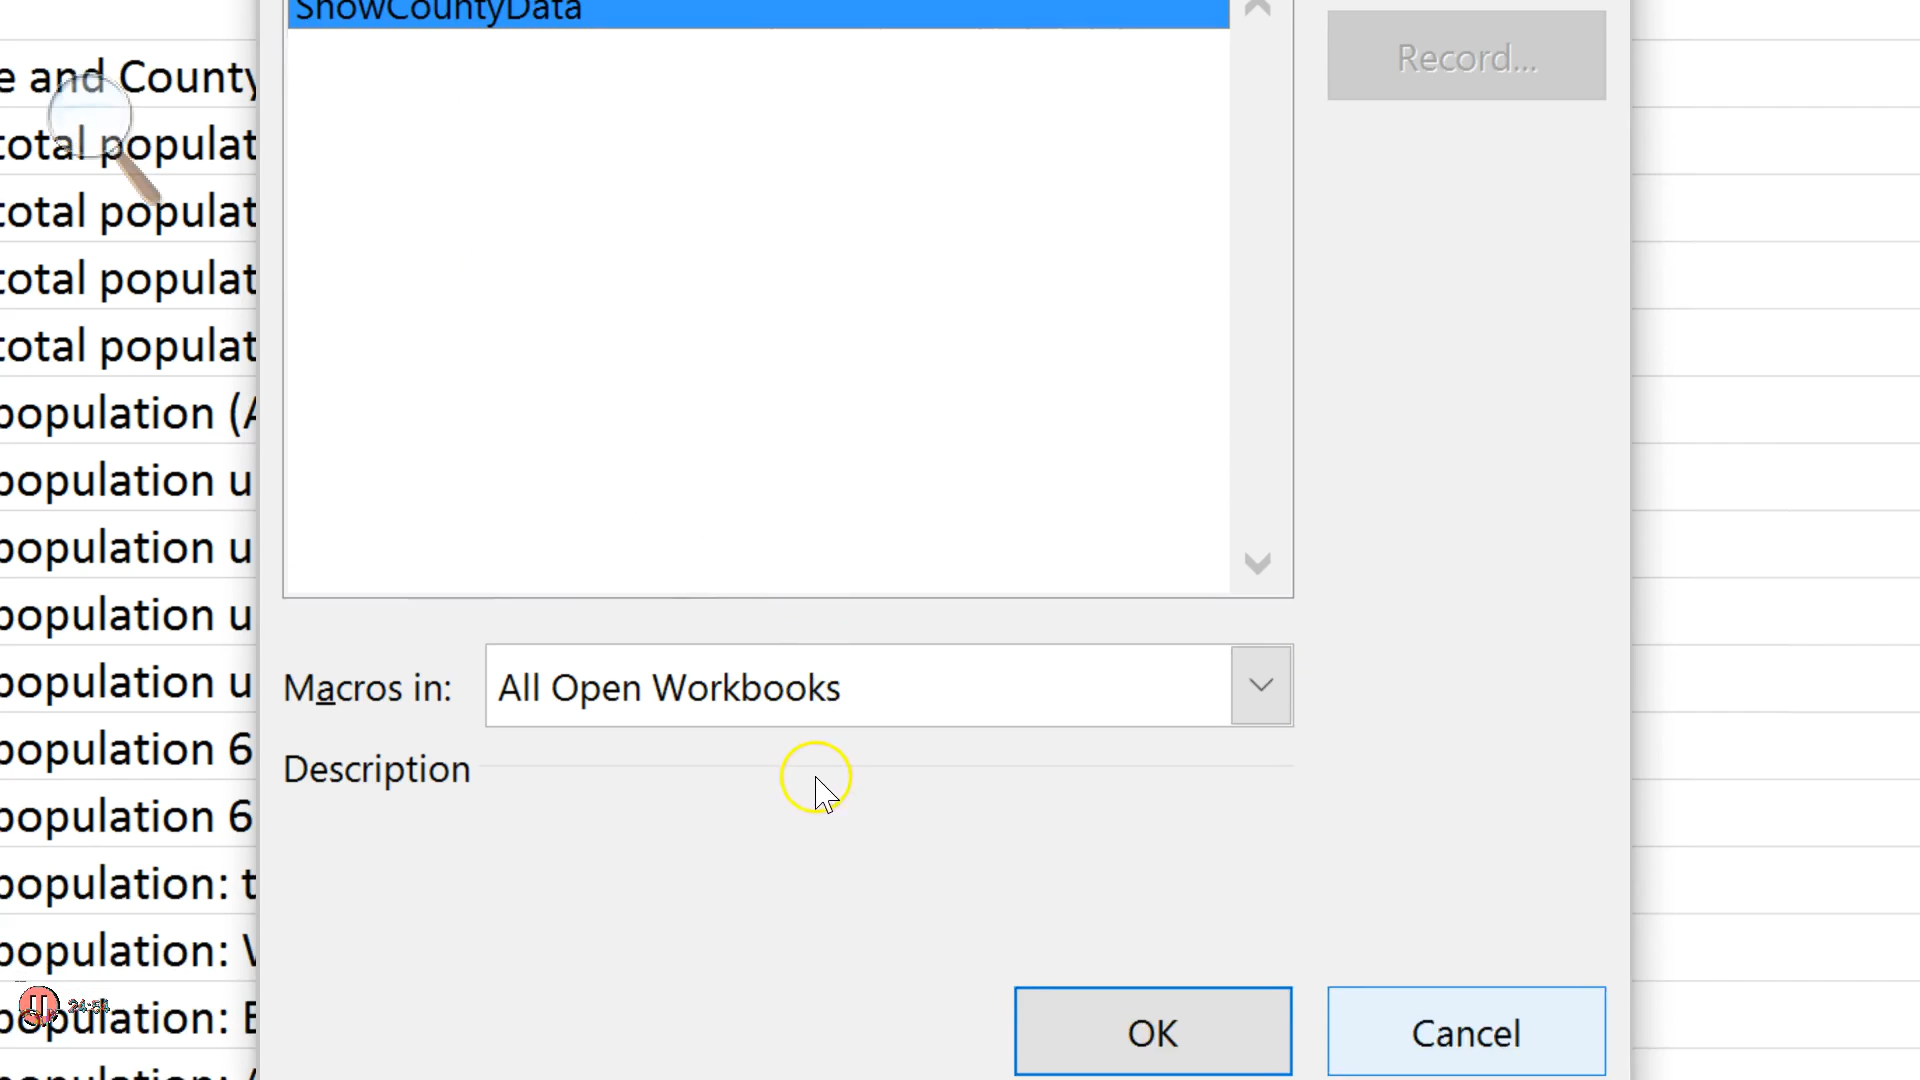 ShowCountyData
Record...
e and County
total populat
total populat
total populat
total populat
population (A
population u
population u
population u
population u
population 6
population 6
population: t
population: W
population: B
Macros in:
All Open Workbooks
Description
OK
Cancel